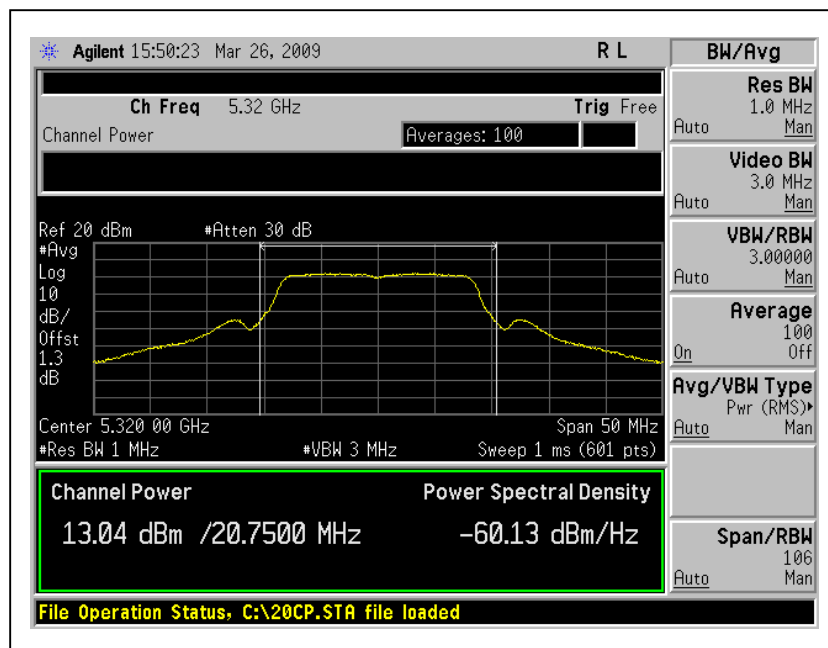 Agilent 15:50:23 Mar 26, 2009 R L
BW/Avg
Ch Freq 5.32 GHz Trig Free
Channel Power Averages: 100
Res BW
1.0 MHz
Auto Man
Video BW
3.0 MHz
Auto Man
VBW/RBW
3.00000
Auto Man
Average
100
On Off
Avg/VBW Type
Pwr (RMS)
Auto Man
Span/RBW
106
Auto Man
Ref 20 dBm #Atten 30 dB
#Avg
Log
10
dB/
Offst
1.3
dB
Center 5.320 00 GHz Span 50 MHz
#Res BW 1 MHz #VBW 3 MHz Sweep 1 ms (601 pts)
Channel Power Power Spectral Density
13.04 dBm /20.7500 MHz -60.13 dBm/Hz
File Operation Status, C:\20CP.STA file loaded